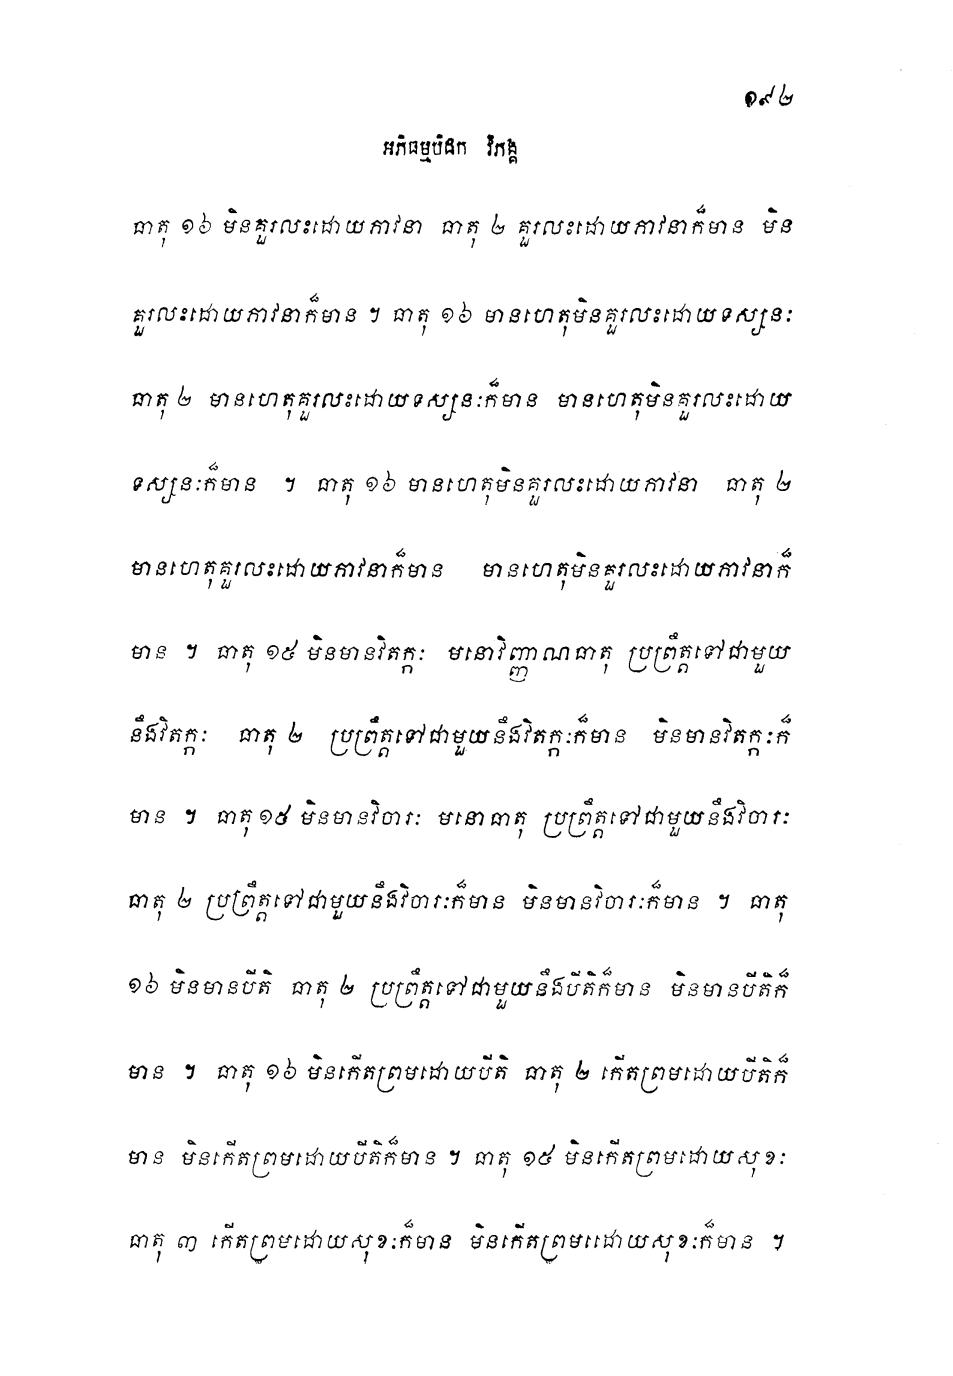 ១៩២
អភិធម្មបិដក វិភង្គ
ធាតុ ១៦ មិនគួរលះដោយភាវនា ធាតុ ២ គួរលះដោយភាវនាក៏មាន មិន
គួរលះដោយភាវនាក៏មាន ។ ធាតុ ១៦ មានហេតុមិនគួរលះដោយទស្សនៈ
ធាតុ ២ មានហេតុគួរលះដោយទស្សនៈក៏មាន មានហេតុមិនគួរលះដោយ
ទស្សនៈក៏មាន ។ ធាតុ ១៦ មានហេតុមិនគួរលះដោយភាវនា ធាតុ ២
មានហេតុគួរលះដោយភាវនាក៏មាន មានហេតុមិនគួរលះដោយភាវនាក៏
មាន ។ ធាតុ ១៥ មិនមានវិតក្កៈ មនោវិញ្ញាណធាតុ ប្រព្រឹត្តទៅជាមួយ
នឹងវិតក្កៈ ធាតុ ២ ប្រព្រឹត្តទៅជាមួយនឹងវិតក្កៈក៏មាន មិនមានវិតក្កៈក៏
មាន ។ ធាតុ ១៥ មិនមានវិចារៈ មនោធាតុ ប្រព្រឹត្តទៅជាមួយនឹងវិចារៈ
ធាតុ ២ ប្រព្រឹត្តទៅជាមួយនឹងវិចារៈក៏មាន មិនមានវិចារៈក៏មាន ។ ធាតុ
១៦ មិនមានបីតិ ធាតុ ២ ប្រព្រឹត្តទៅជាមួយនឹងបីតិក៏មាន មិនមានបីតិក៏
មាន ។ ធាតុ ១៦ មិនកើតព្រមដោយបីតិ ធាតុ ២ កើតព្រមដោយបីតិក៏
មាន មិនកើតព្រមដោយបីតិក៏មាន ។ ធាតុ ១៥ មិនកើតព្រមដោយសុខៈ
ធាតុ ៣ កើតព្រមដោយសុខៈក៏មាន មិនកើតព្រមដោយសុខៈក៏មាន ។